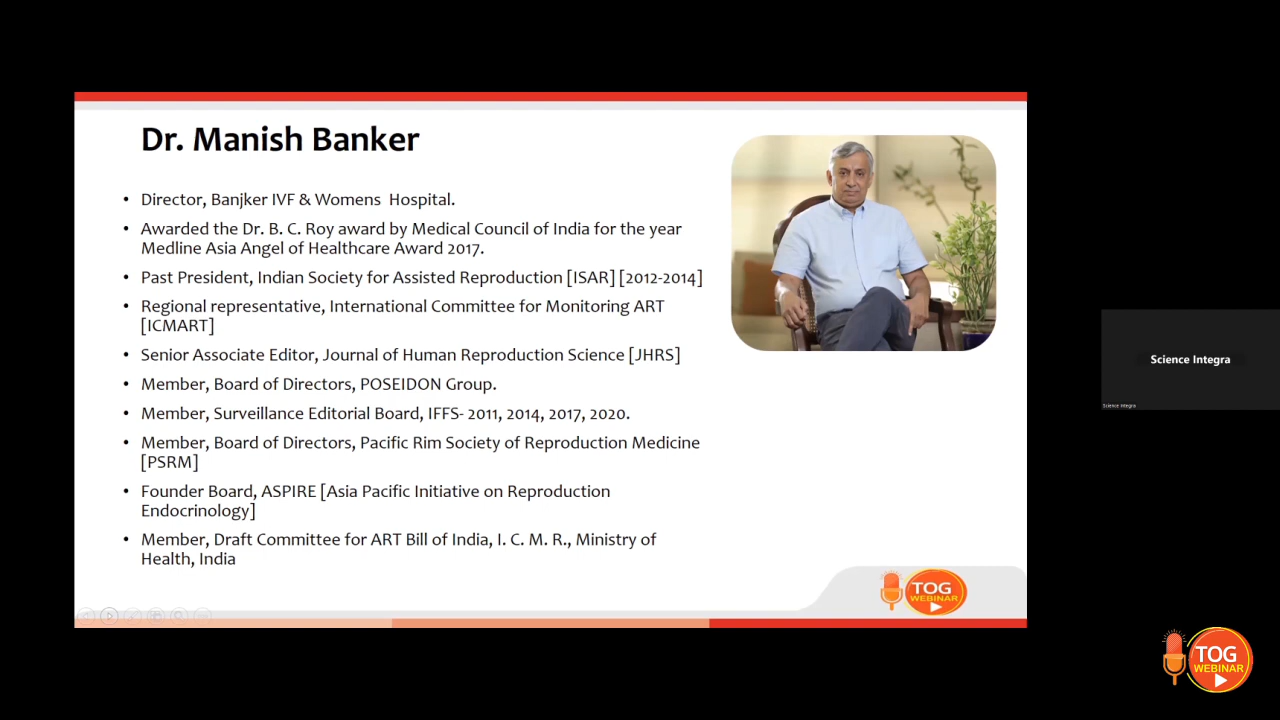 Dr. Manish Banker
• Director, Banjker IVF & Womens Hospital.
• Awarded the Dr. B. C. Roy award by Medical Council of India for the year
Medline Asia Angel of Healthcare Award 2017.
• Past President, Indian Society for Assisted Reproduction [ISAR] [2012-2014]
• Regional representative, International Committee for Monitoring ART
[ICMART]
• Senior Associate Editor, Journal of Human Reproduction Science [JHRS]
• Member, Board of Directors, POSEIDON Group.
• Member, Surveillance Editorial Board, IFFS- 2011, 2014, 2017, 2020.
• Member, Board of Directors, Pacific Rim Society of Reproduction Medicine
[PSRM]
• Founder Board, ASPIRE [Asia Pacific Initiative on Reproduction
Endocrinology]
• Member, Draft Committee for ART Bill of India, I. C. M. R., Ministry of
Health, India
TOG
WEBINAR
Science Integra
Science Integra
TOG
WEBINAR